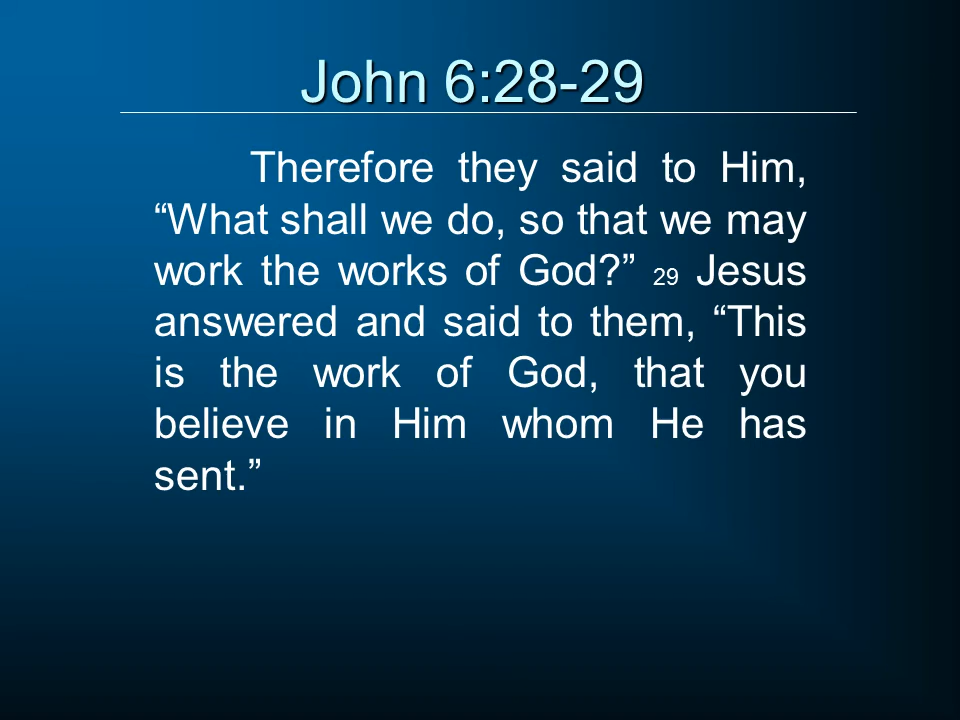 John 6:28-29
Therefore they said to Him,
“What shall we do, so that we may
work the works of God?” 29 Jesus
answered and said to them, “This
is the work of God, that you
believe in Him whom He has
sent.”